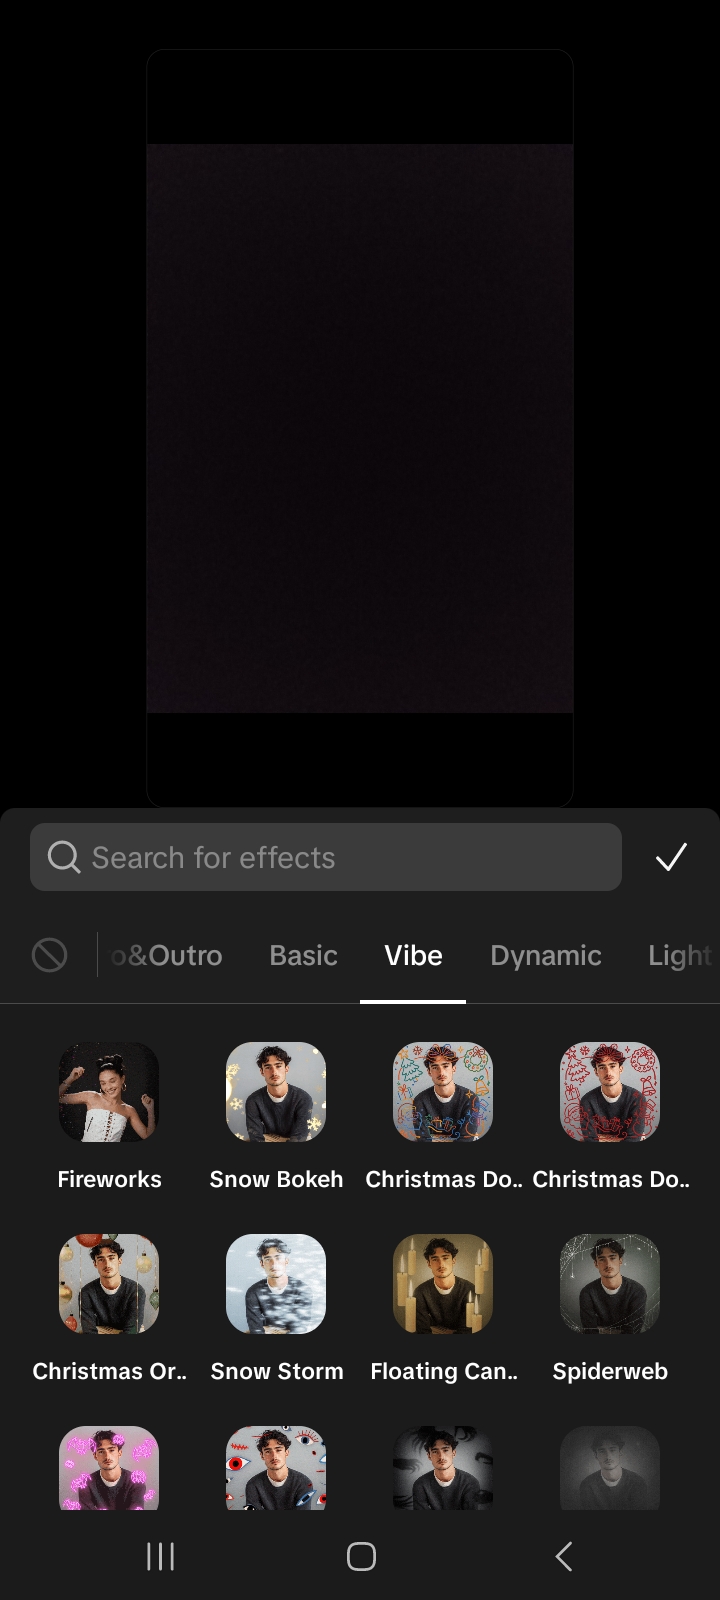 Search for effects
o&Outro
Basic
Vibe
Dynamic
Light
Fireworks
Snow Bokeh
Christmas Do..
Christmas Do..
Christmas Or..
Snow Storm
Floating Can..
Spiderweb